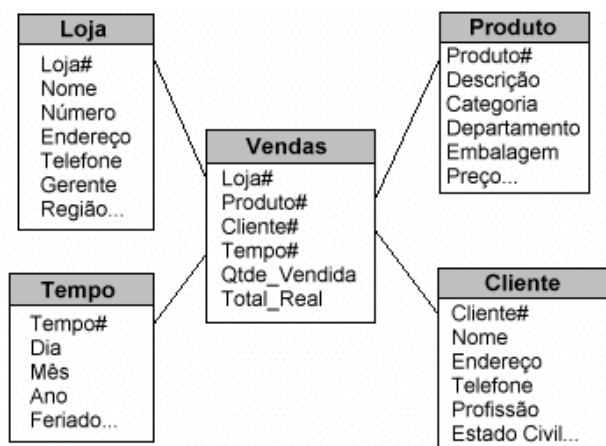 Loja
Loja#
Nome
Número
Endereço
Telefone
Gerente
Região...
Produto
Produto#
Descrição
Categoria
Departamento
Embalagem
Preço...
Vendas
Loja#
Produto#
Cliente#
Tempo#
Qtde_Vendida
Total_Real
Tempo
Tempo#
Dia
Mês
Ano
Feriado...
Cliente
Cliente#
Nome
Endereço
Telefone
Profissão
Estado Civil...